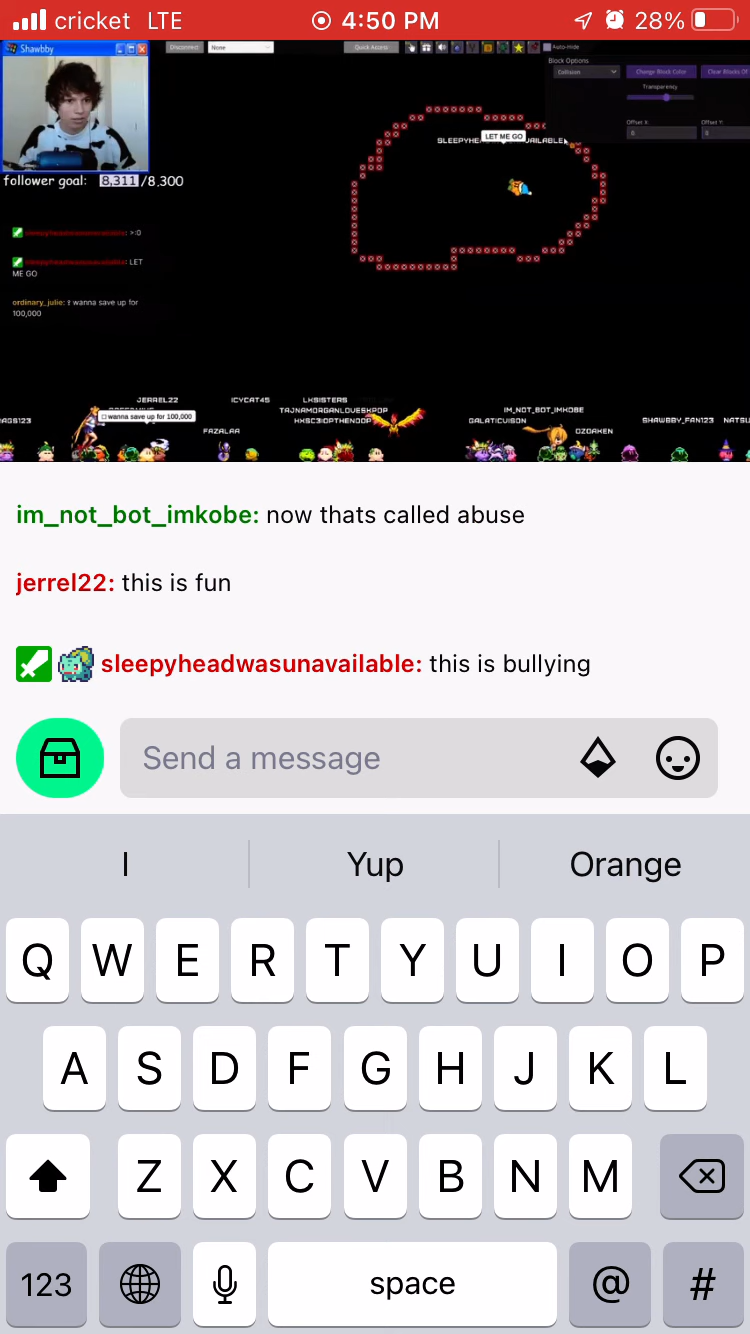 cricket LTE 4:50 PM 28%
Shawbby
Disconnect None Quick Access Auto-hide
Block Options
Collision Change Block Color
Transparency
Offset X: Offset Y:
0 0
LET ME GO
follower goal: 8,311/8,300
>:0
LET
ME GO
ordinary_julie: I wanna save up for
100,000
JERREL22 ICYCAT45 LKSISTERS
TAJNAMORGANLOVESKPOP IM_NOT_BOT_IMKOBE
wanna save up for 100,000
GALATICVISON SHAWBBY_FAN123 NATSU
FAZALAA OZOAKEN
im_not_bot_imkobe: now thats called abuse
jerrel22: this is fun
sleepyheadwasunavailable: this is bullying
Send a message
I Yup Orange
Q W E R T Y U I O P
A S D F G H J K L
Z X C V B N M
123 space @ #